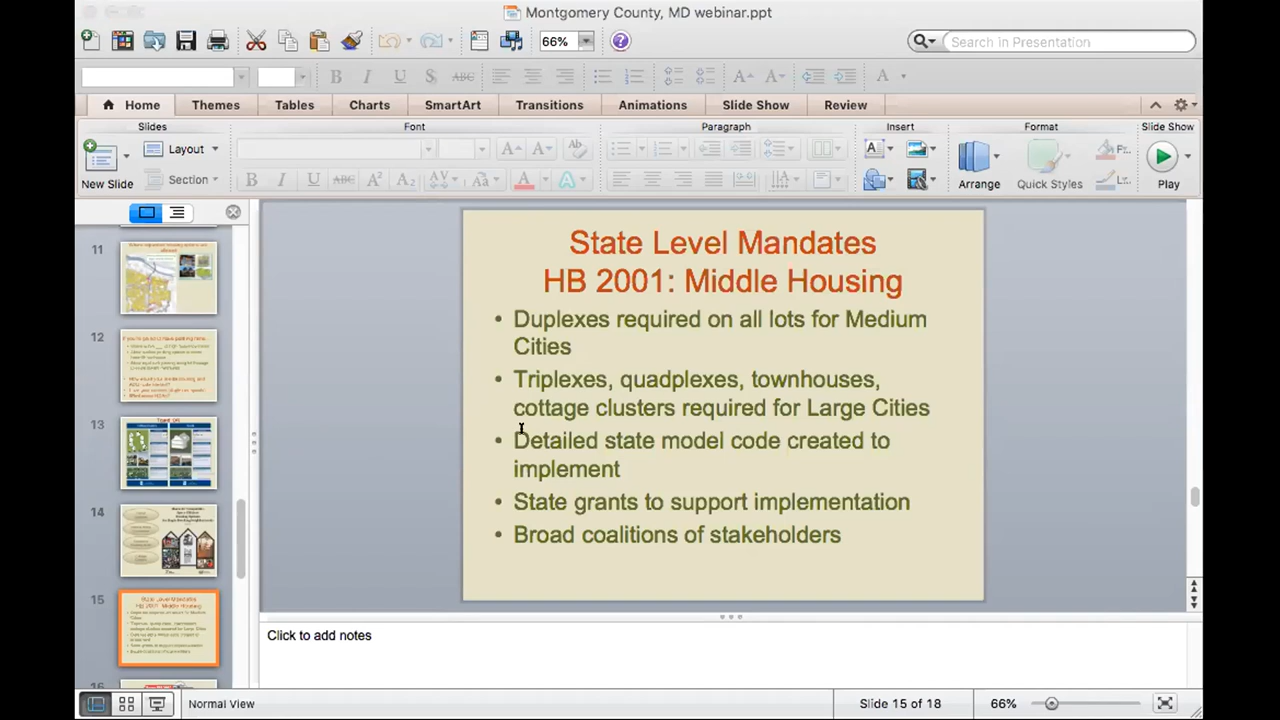 Montgomery County, MD webinar.ppt
66%
Search in Presentation
Home Themes Tables Charts SmartArt Transitions Animations Slide Show Review
Slides Font Paragraph Insert Format Slide Show
Layout
New Slide Section
Arrange Quick Styles Play
11
12
13
14
15
16
State Level Mandates
HB 2001: Middle Housing
• Duplexes required on all lots for Medium
Cities
• Triplexes, quadplexes, townhouses,
cottage clusters required for Large Cities
• Detailed state model code created to
implement
• State grants to support implementation
• Broad coalitions of stakeholders
Click to add notes
Normal View Slide 15 of 18 66%